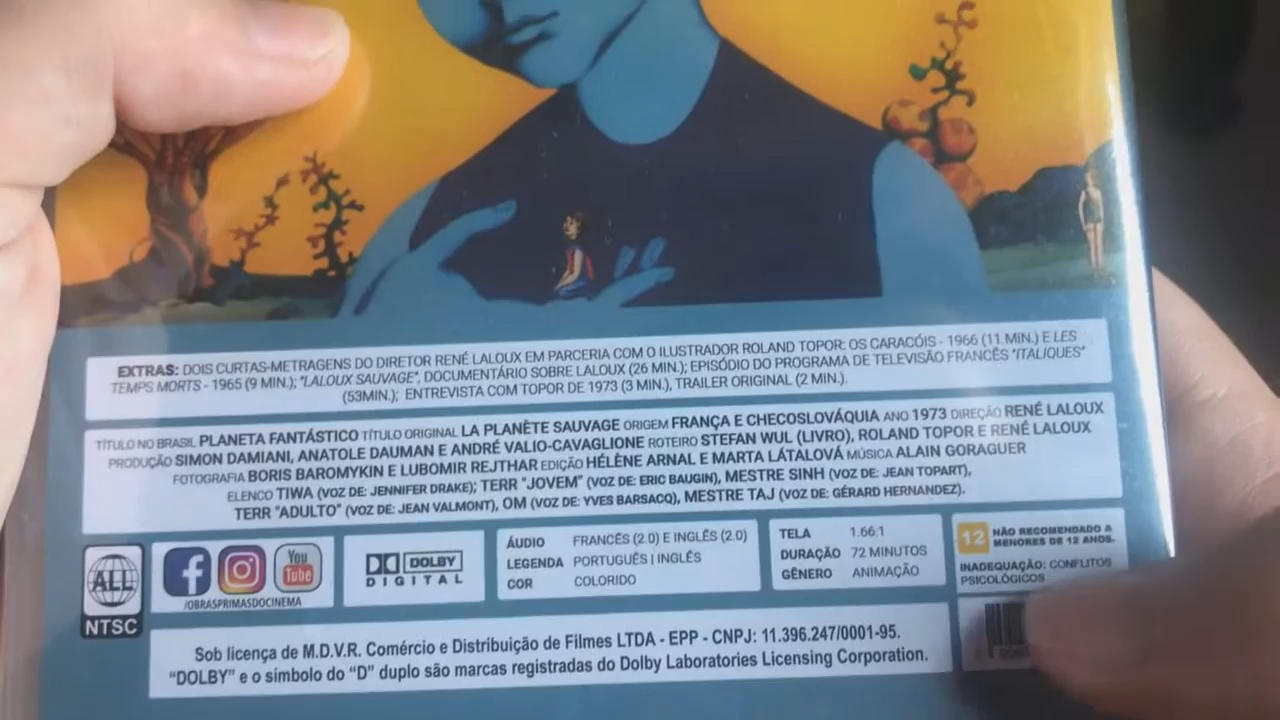 EXTRAS: DOIS CURTAS-METRAGENS DO DIRETOR RENÉ LALOUX EM PARCERIA COM O ILUSTRADOR ROLAND TOPOR: OS CARACÓIS - 1966 (11.MIN.) E LES
TEMPS MORTS - 1965 (9 MIN.); "LALOUX SAUVAGE", DOCUMENTÁRIO SOBRE LALOUX (26 MIN.); EPISÓDIO DO PROGRAMA DE TELEVISÃO FRANCÊS "ITALIQUES"
(53MIN.); ENTREVISTA COM TOPOR DE 1973 (3 MIN.), TRAILER ORIGINAL (2 MIN.).
TÍTULO NO BRASIL PLANETA FANTÁSTICO TÍTULO ORIGINAL LA PLANÈTE SAUVAGE ORIGEM FRANÇA E CHECOSLOVÁQUIA ANO 1973 DIREÇÃO RENÉ LALOUX
PRODUÇÃO SIMON DAMIANI, ANATOLE DAUMAN E ANDRÉ VALIO-CAVAGLIONE ROTEIRO STEFAN WUL (LIVRO), ROLAND TOPOR E RENÉ LALOUX
FOTOGRAFIA BORIS BAROMYKIN E LUBOMIR REJTHAR EDIÇÃO HÉLÈNE ARNAL E MARTA LÁTALOVÁ MÚSICA ALAIN GORAGUER
ELENCO TIWA (VOZ DE: JENNIFER DRAKE); TERR "JOVEM" (VOZ DE: ERIC BAUGIN), MESTRE SINH (VOZ DE: JEAN TOPART),
TERR "ADULTO" (VOZ DE: JEAN VALMONT), OM (VOZ DE: YVES BARSACQ), MESTRE TAJ (VOZ DE: GÉRARD HERNANDEZ).
ALL
NTSC
You
Tube
/OBRASPRIMASDOCINEMA
DOLBY
DIGITAL
ÁUDIO FRANCÊS (2.0) E INGLÊS (2.0)
LEGENDA PORTUGUÊS | INGLÊS
COR COLORIDO
TELA 1.66:1
DURAÇÃO 72 MINUTOS
GÊNERO ANIMAÇÃO
12 NÃO RECOMENDADO A
MENORES DE 12 ANOS.
INADEQUAÇÃO: CONFLITOS
PSICOLÓGICOS
Sob licença de M.D.V.R. Comércio e Distribuição de Filmes LTDA - EPP - CNPJ: 11.396.247/0001-95.
"DOLBY" e o símbolo do "D" duplo são marcas registradas do Dolby Laboratories Licensing Corporation.